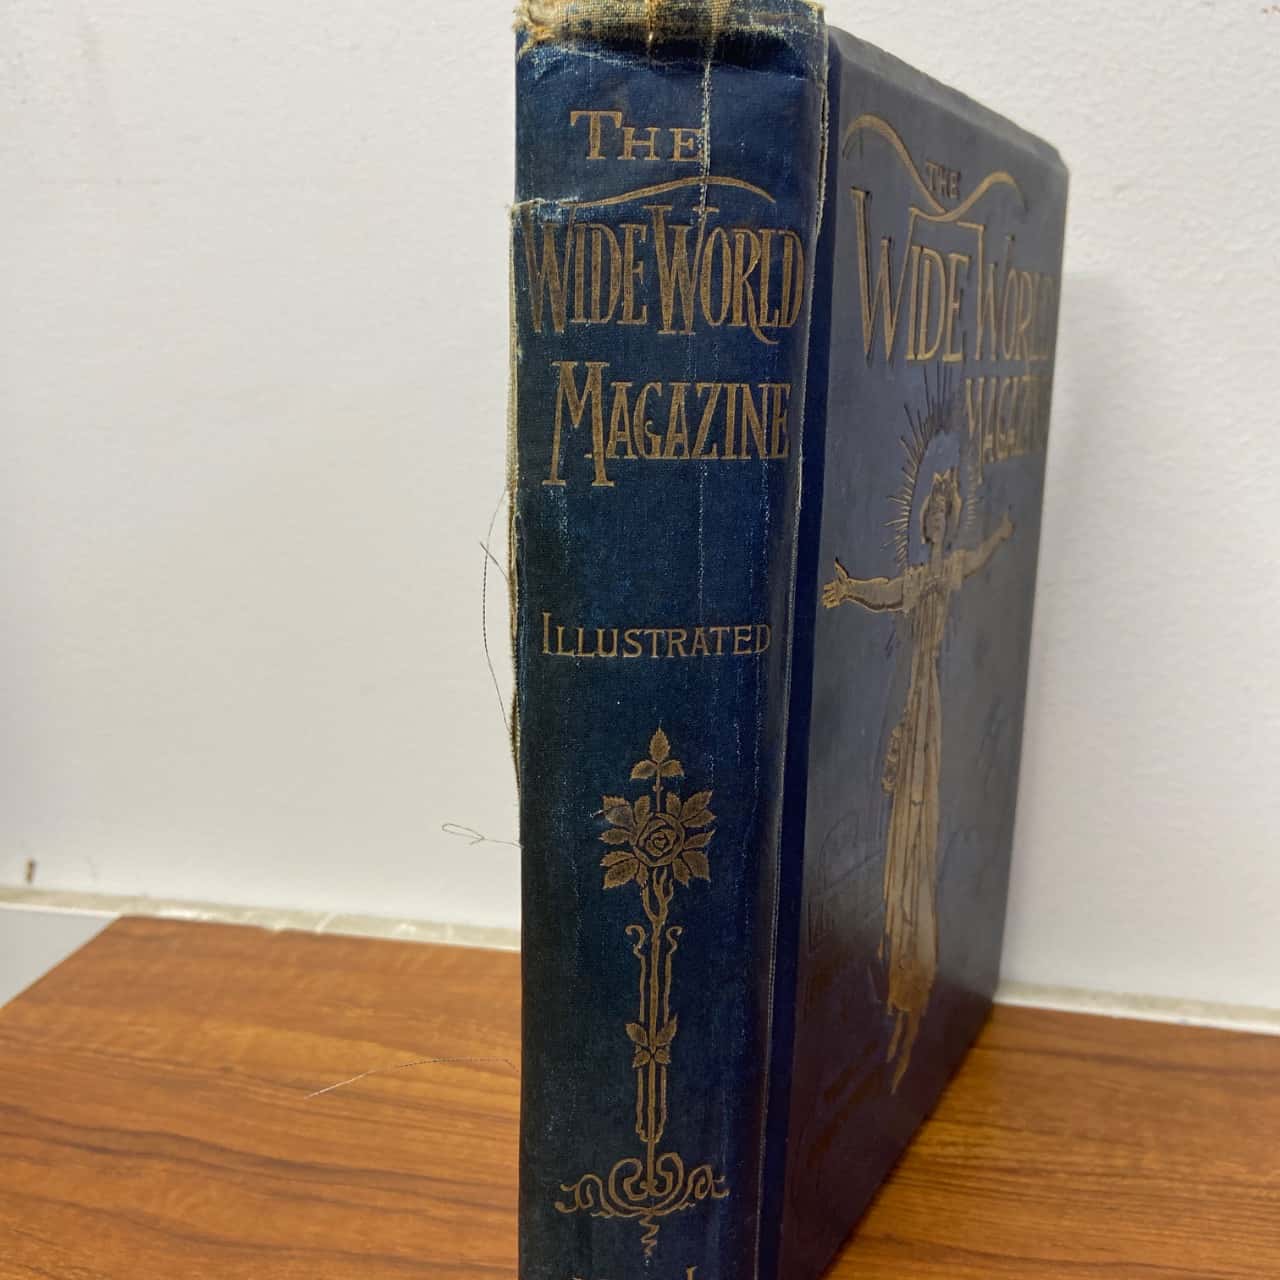 THE
WIDE WORLD
MAGAZINE
ILLUSTRATED
THE
WIDE WORLD
MAGAZINE